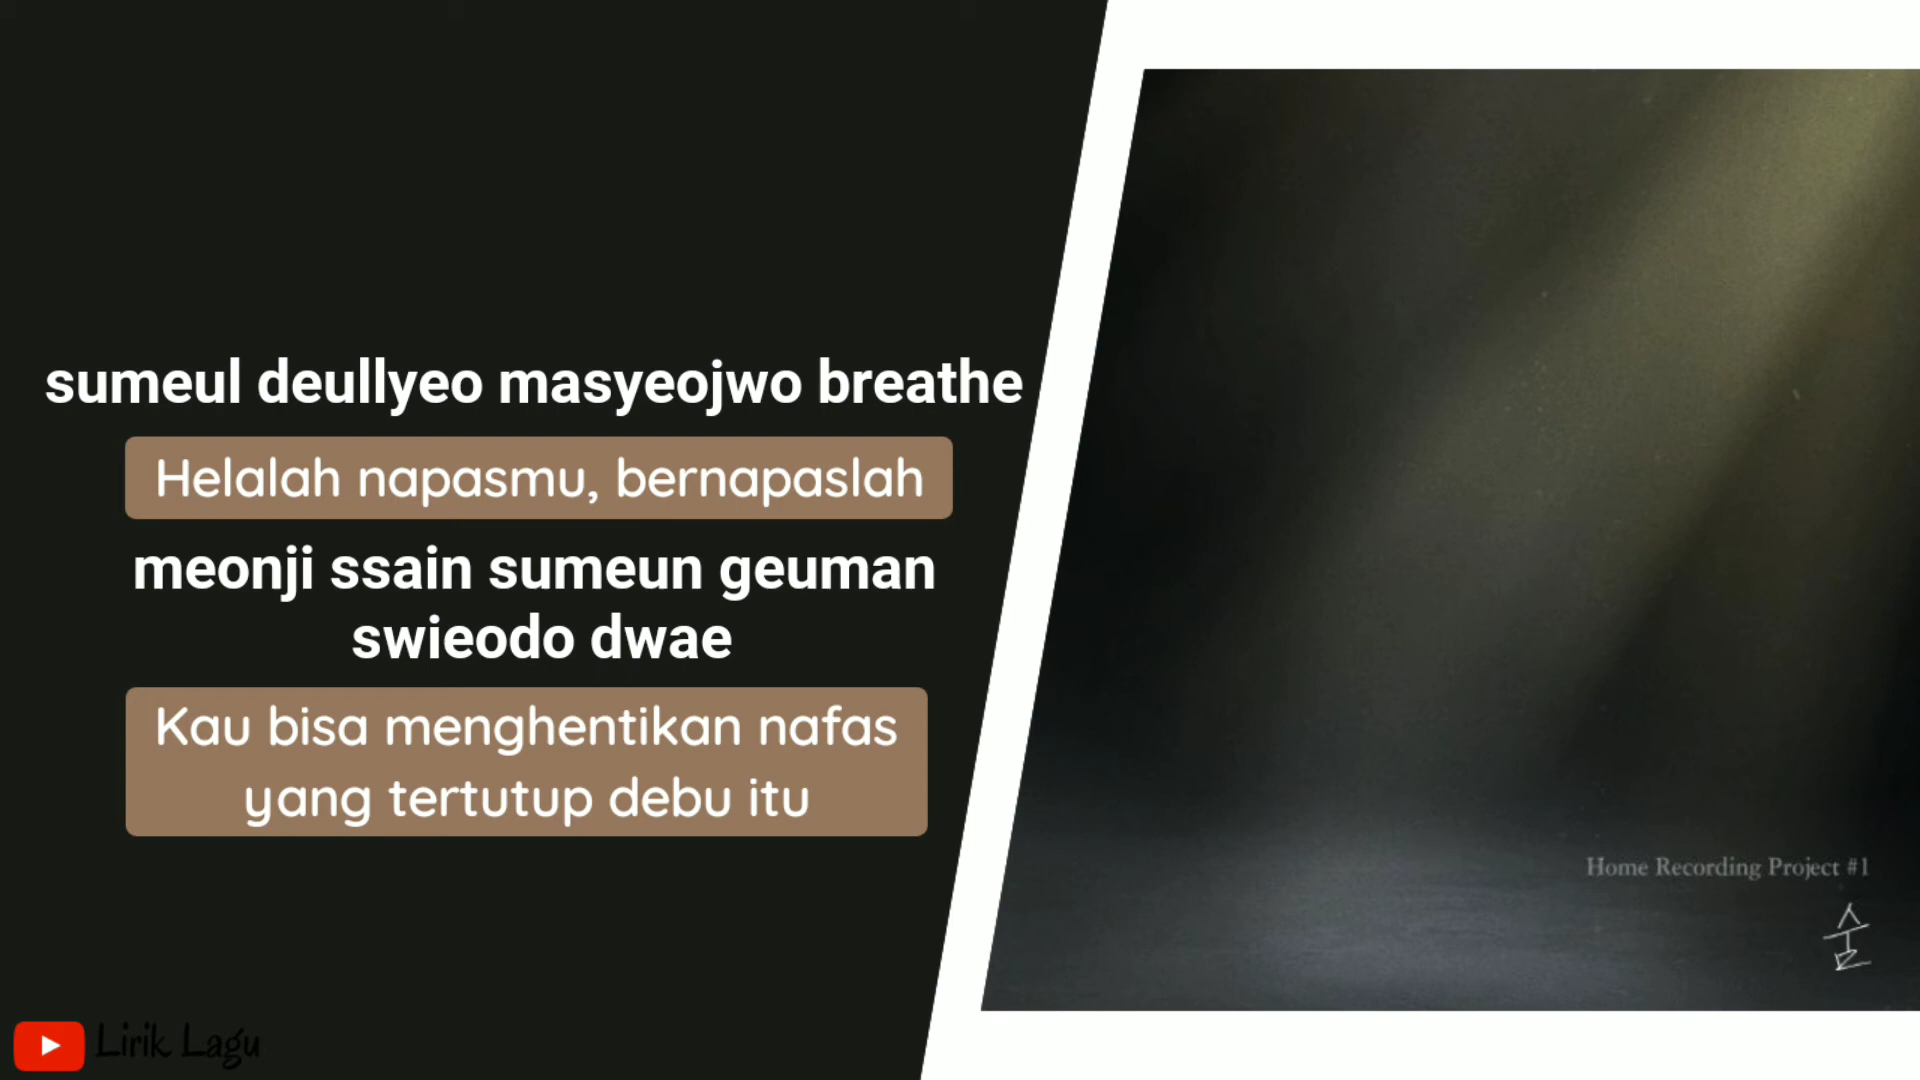 sumeul deullyeo masyeojwo breathe
Helalah napasmu, bernapaslah
meonji ssain sumeun geuman
swieodo dwae
Kau bisa menghentikan nafas
yang tertutup debu itu
Home Recording Project #1
숨
Lirik Lagu